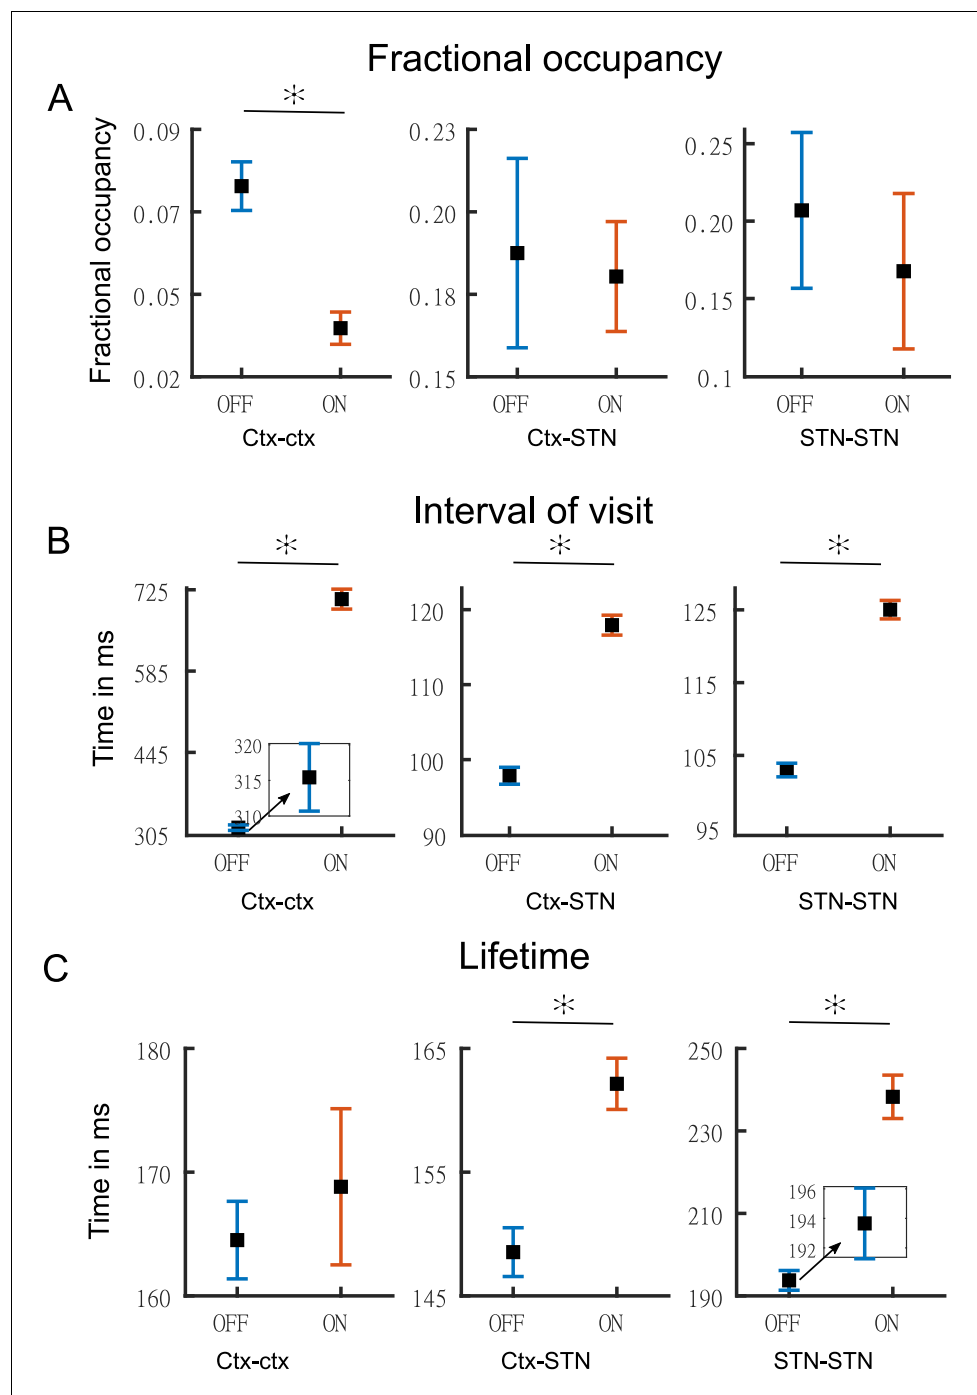 Fractional occupancy
A
*
Fractional occupancy
0.09
0.07
0.05
0.02
OFF ON
Ctx-ctx
0.23
0.20
0.18
0.15
OFF ON
Ctx-STN
0.25
0.20
0.15
0.1
OFF ON
STN-STN
Interval of visit
B
* * *
Time in ms
725
585
445
305
320
315
310
OFF ON
Ctx-ctx
120
110
100
90
OFF ON
Ctx-STN
125
115
105
95
OFF ON
STN-STN
Lifetime
C
* *
Time in ms
180
170
160
OFF ON
Ctx-ctx
165
155
145
OFF ON
Ctx-STN
250
230
210
190
196
194
192
OFF ON
STN-STN